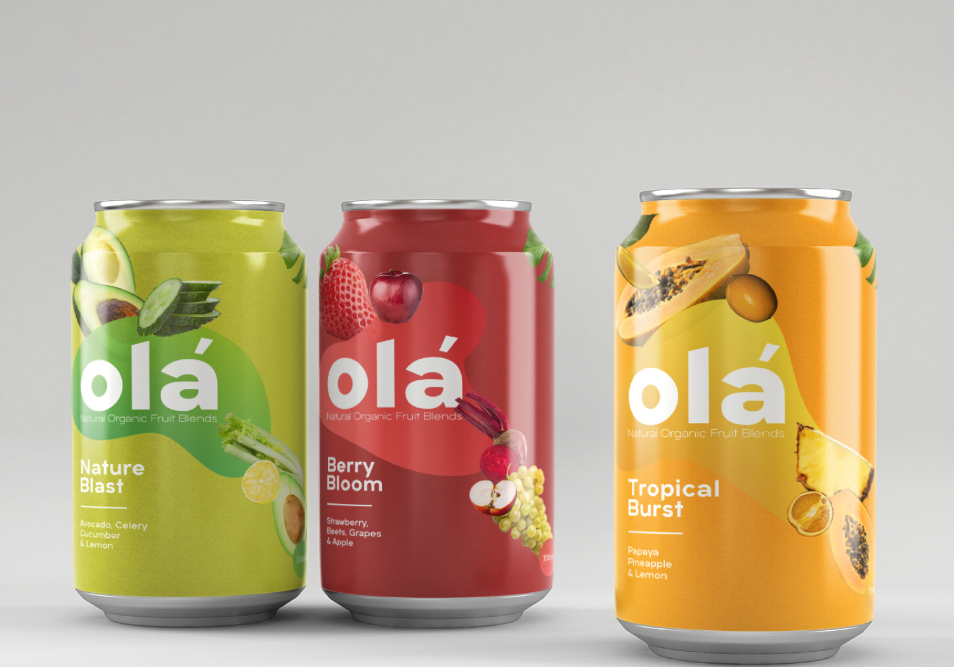 olá
Natural Organic Fruit Blends
Nature
Blast
Avocado, Celery
Cucumber
& Lemon
olá
Natural Organic Fruit Blends
Berry
Bloom
Strawberry,
Beets, Grapes
& Apple
olá
Natural Organic Fruit Blends
Tropical
Burst
Papaya
Pineapple
& Lemon